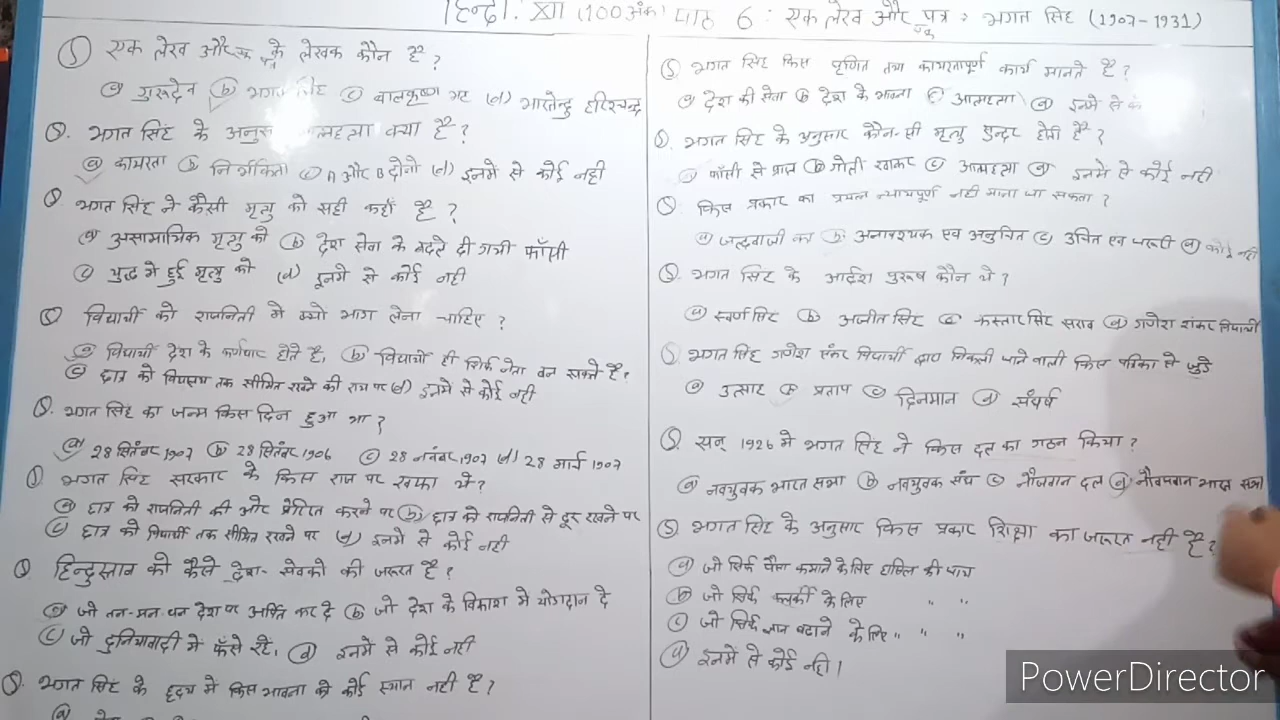 हिन्दी : XII (100 अंक) पाठ 6 : एक लेख और एक पत्र : भगत सिंह (1907-1931)
Q. एक लेख और एक पत्र के लेखक कौन है ?
(a) गुरुदेव (b) भगत सिंह (c) बालकृष्ण भट्ट (d) भारतेन्दु हरिश्चन्द्र
Q. भगत सिंह के अनुसार आत्महत्या क्या है ?
(a) कायरता (b) निर्भीकता (c) A और B दोनो (d) इनमें से कोई नही
Q. भगत सिंह ने कैसी मृत्यु को सही कहाँ है ?
(a) असामाजिक मृत्यु को (b) देश सेवा के बदले दी गयी फाँसी
(c) युद्ध मे हुई मृत्यु को (d) इनमें से कोई नही
Q. विद्यार्थी को राजनिती मे क्यो भाग लेना चाहिए ?
(a) विद्यार्थी देश के कर्णधार होते है, (b) विद्यार्थी ही सिर्फ नेता बन सकते है,
(c) छात्र को विद्यालय तक सीमित रखने की राय पर (d) इनमें से कोई नही
Q. भगत सिंह का जन्म किस दिन हुआ था ?
(a) 28 सितंबर 1907 (b) 28 सितंबर 1906 (c) 28 नवंबर 1907 (d) 28 मार्च 1907
Q. भगत सिंह सरकार के किस राय पर खफा थे ?
(a) छात्र को राजनिती की ओर प्रेरित करने पर (b) छात्र को राजनिती से दूर रखने पर
(c) छात्र को विद्यार्थी तक सीमित रखने पर (d) इनमें से कोई नही
Q. हिन्दुस्तान को कैसे देश-सेवको की जरूरत है ?
(a) जो तन-मन-धन देश पर अर्पित कर दे (b) जो देश के विकास मे योगदान दे
(c) जो दुनियादारी में फँसे रहें, (d) इनमें से कोई नही
Q. भगत सिंह के हृदय मे किस भावना को कोई स्थान नही है ?
(a)
Q. भगत सिंह किसे घृणित तथा कायरतापूर्ण कार्य मानते है ?
(a) देश की सेवा (b) देश के भावना (c) आत्महत्या (d) इनमें से
Q. भगत सिंह के अनुसार कौन-सी मृत्यु सुन्दर होगी है ?
(a) फाँसी से प्राप्त (b) गोली खाकर (c) आत्महत्या (d) इनमें से कोई नही
Q. किस प्रकार का प्रयत्न न्यायपूर्ण नही माना जा सकता ?
(a) जल्दबाजी का (b) अनावश्यक एवं अनुचित (c) उचित एवं जरूरी (d) कोई नही
Q. भगत सिंह के आर्दश पुरूष कौन थे ?
(a) स्वर्ण सिंह (b) अजीत सिंह (c) करतार सिंह सराबा (d) गणेश शंकर विद्यार्थी
Q. भगत सिंह गणेश शंकर विद्यार्थी द्वारा निकाली जाने वाली किस पत्रिका से जुड़े
(a) उत्साह (b) प्रताप (c) दिनमान (d) संघर्ष
Q. सन् 1926 मे भगत सिंह ने किस दल का गठन किया ?
(a) नवयुवक भारत सभा (b) नवयुवक संघ (c) नौजवान दल (d) नौजवान भारत सभा
Q. भगत सिंह के अनुसार किस प्रकार शिक्षा का जरूरत नही है ?
(a) जो सिर्फ पैसा कमाने के लिए हासिल की जाय
(b) जो सिर्फ क्लर्की के लिए " "
(c) जो सिर्फ ज्ञान बढाने के लिए " " "
(d) इनमें से कोई नही।
PowerDirector